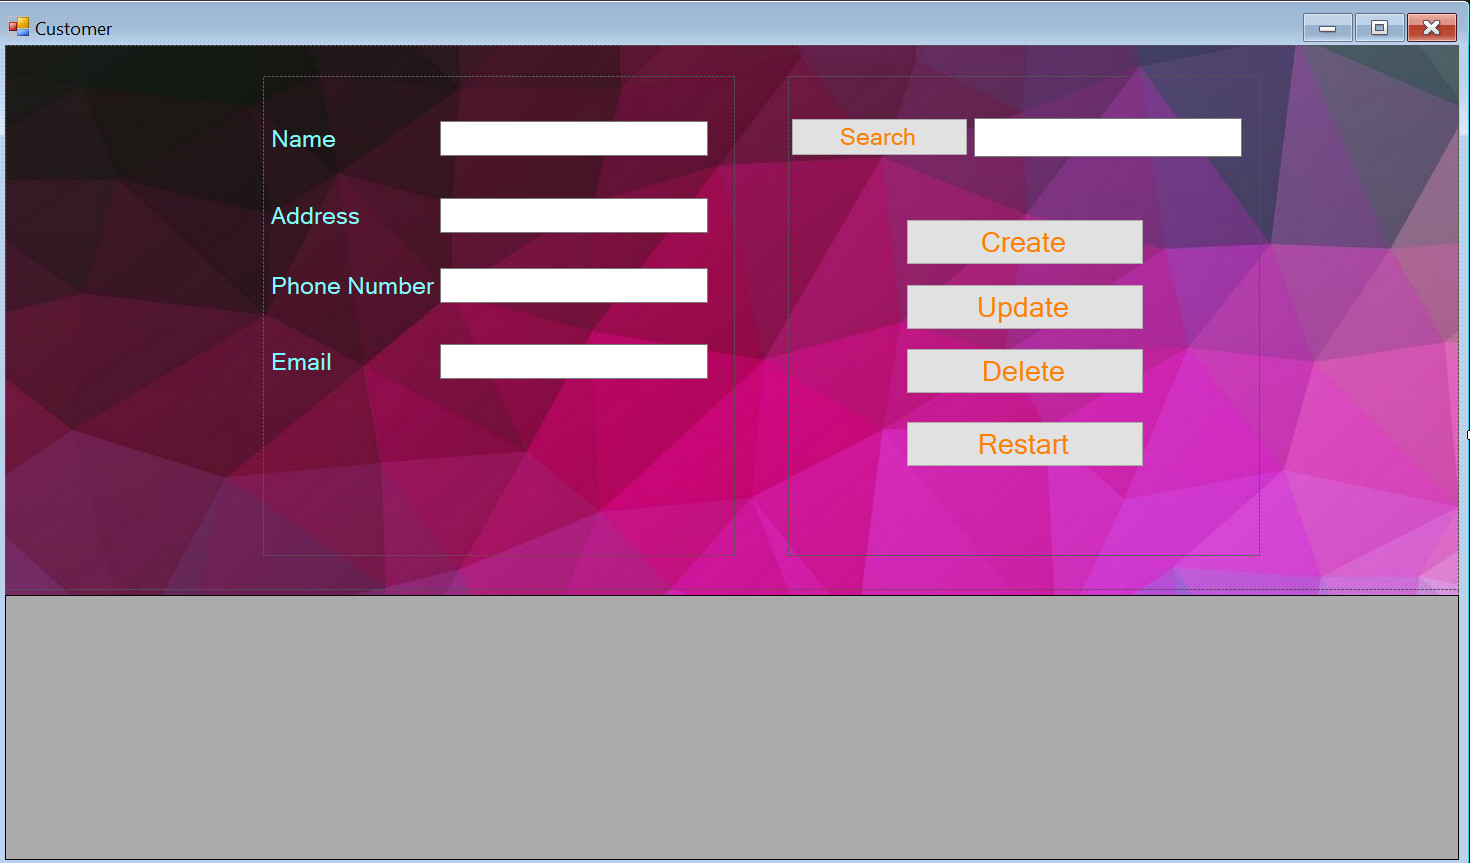 Customer
Name
Address
Phone Number
Email
Search
Create
Update
Delete
Restart